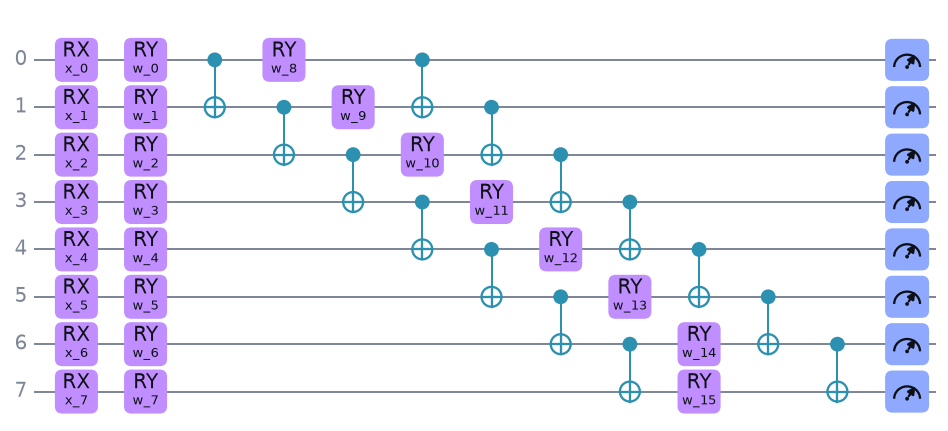 0 RX x_0 RY w_0 RY w_8
1 RX x_1 RY w_1 RY w_9
2 RX x_2 RY w_2 RY w_10
3 RX x_3 RY w_3 RY w_11
4 RX x_4 RY w_4 RY w_12
5 RX x_5 RY w_5 RY w_13
6 RX x_6 RY w_6 RY w_14
7 RX x_7 RY w_7 RY w_15